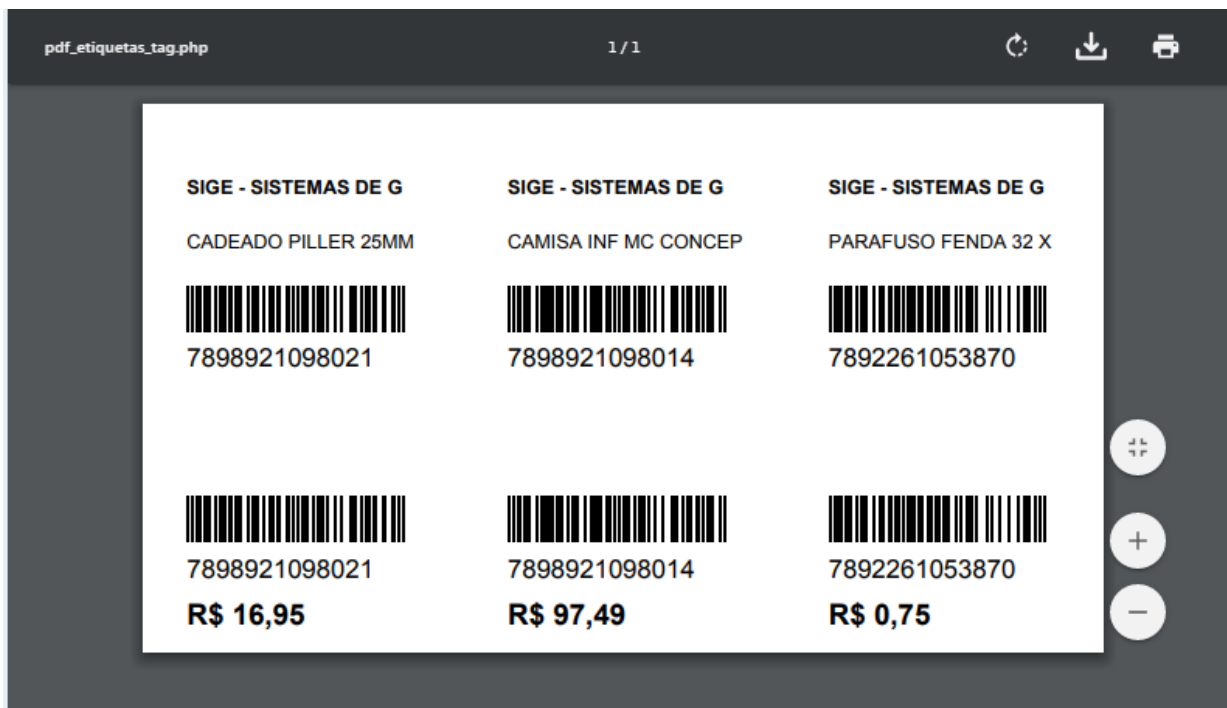 pdf_etiquetas_tag.php
1/1
SIGE - SISTEMAS DE G
SIGE - SISTEMAS DE G
SIGE - SISTEMAS DE G
CADEADO PILLER 25MM
CAMISA INF MC CONCEP
PARAFUSO FENDA 32 X
7898921098021
7898921098014
7892261053870
7898921098021
7898921098014
7892261053870
R$ 16,95
R$ 97,49
R$ 0,75